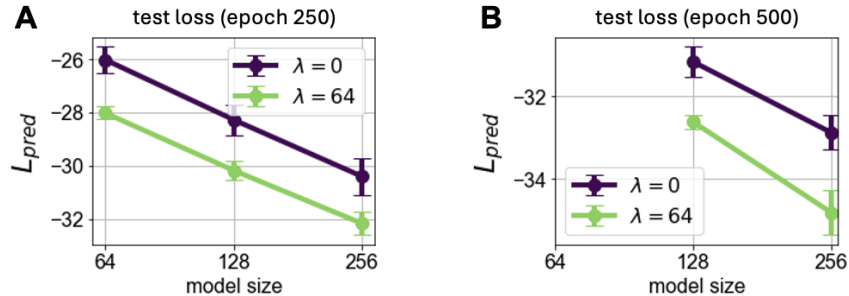 A
test loss (epoch 250)
−26
−28
−30
−32
L_pred
λ = 0
λ = 64
64
128
256
model size
B
test loss (epoch 500)
−32
−34
L_pred
λ = 0
λ = 64
64
128
256
model size